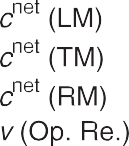 c^net (LM)
c^net (TM)
c^net (RM)
v (Op. Re.)